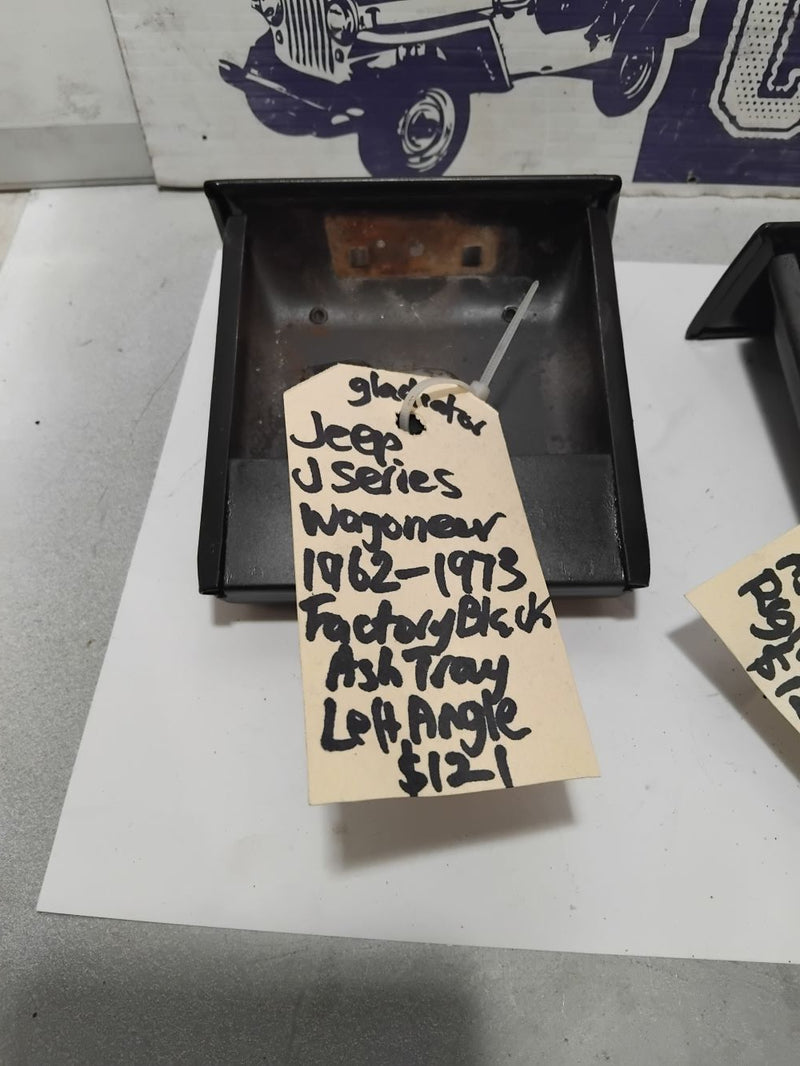 gladiator
Jeep
J Series
Wagoneer
1962-1973
Factory Black
Ash Tray
Left Angle
$121